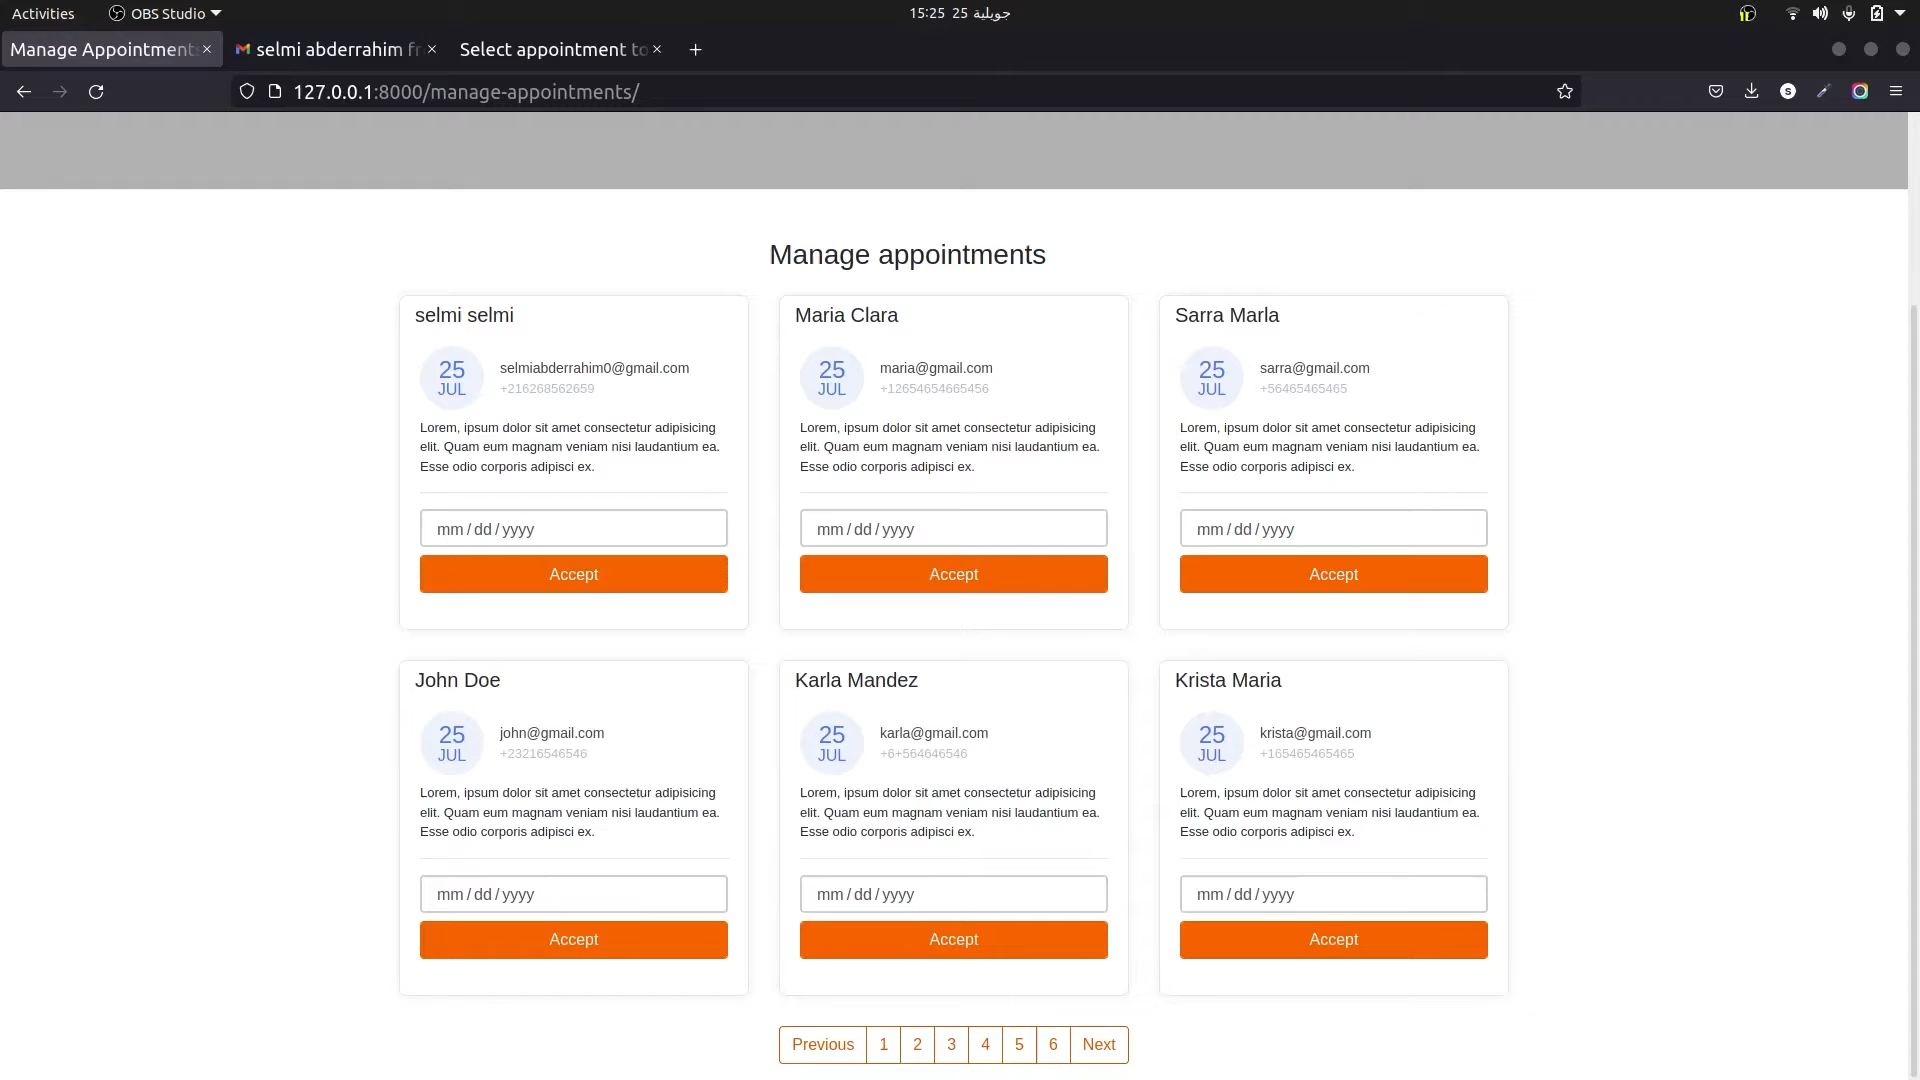 Activities
OBS Studio
15:25 25 جويلية
Manage Appointment
selmi abderrahim fr
Select appointment to
127.0.0.1:8000/manage-appointments/
Manage appointments
selmi selmi
25
JUL
selmiabderrahim0@gmail.com
+216268562659
Lorem, ipsum dolor sit amet consectetur adipisicing
elit. Quam eum magnam veniam nisi laudantium ea.
Esse odio corporis adipisci ex.
mm/dd/yyyy
Accept
Maria Clara
25
JUL
maria@gmail.com
+12654654665456
Lorem, ipsum dolor sit amet consectetur adipisicing
elit. Quam eum magnam veniam nisi laudantium ea.
Esse odio corporis adipisci ex.
mm/dd/yyyy
Accept
Sarra Marla
25
JUL
sarra@gmail.com
+56465465465
Lorem, ipsum dolor sit amet consectetur adipisicing
elit. Quam eum magnam veniam nisi laudantium ea.
Esse odio corporis adipisci ex.
mm/dd/yyyy
Accept
John Doe
25
JUL
john@gmail.com
+23216546546
Lorem, ipsum dolor sit amet consectetur adipisicing
elit. Quam eum magnam veniam nisi laudantium ea.
Esse odio corporis adipisci ex.
mm/dd/yyyy
Accept
Karla Mandez
25
JUL
karla@gmail.com
+6+564646546
Lorem, ipsum dolor sit amet consectetur adipisicing
elit. Quam eum magnam veniam nisi laudantium ea.
Esse odio corporis adipisci ex.
mm/dd/yyyy
Accept
Krista Maria
25
JUL
krista@gmail.com
+165465465465
Lorem, ipsum dolor sit amet consectetur adipisicing
elit. Quam eum magnam veniam nisi laudantium ea.
Esse odio corporis adipisci ex.
mm/dd/yyyy
Accept
Previous 1 2 3 4 5 6 Next